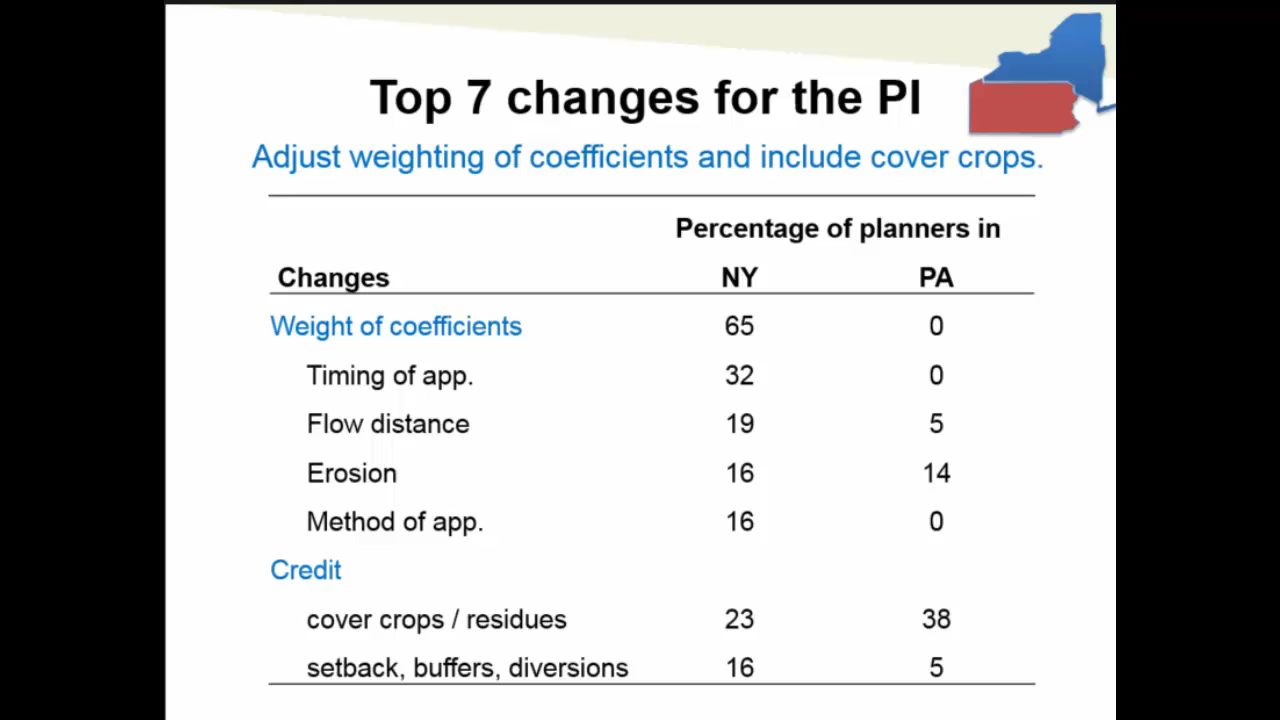 Top 7 changes for the PI
Adjust weighting of coefficients and include cover crops.
Percentage of planners in
Changes NY PA
Weight of coefficients 65 0
Timing of app. 32 0
Flow distance 19 5
Erosion 16 14
Method of app. 16 0
Credit
cover crops / residues 23 38
setback, buffers, diversions 16 5